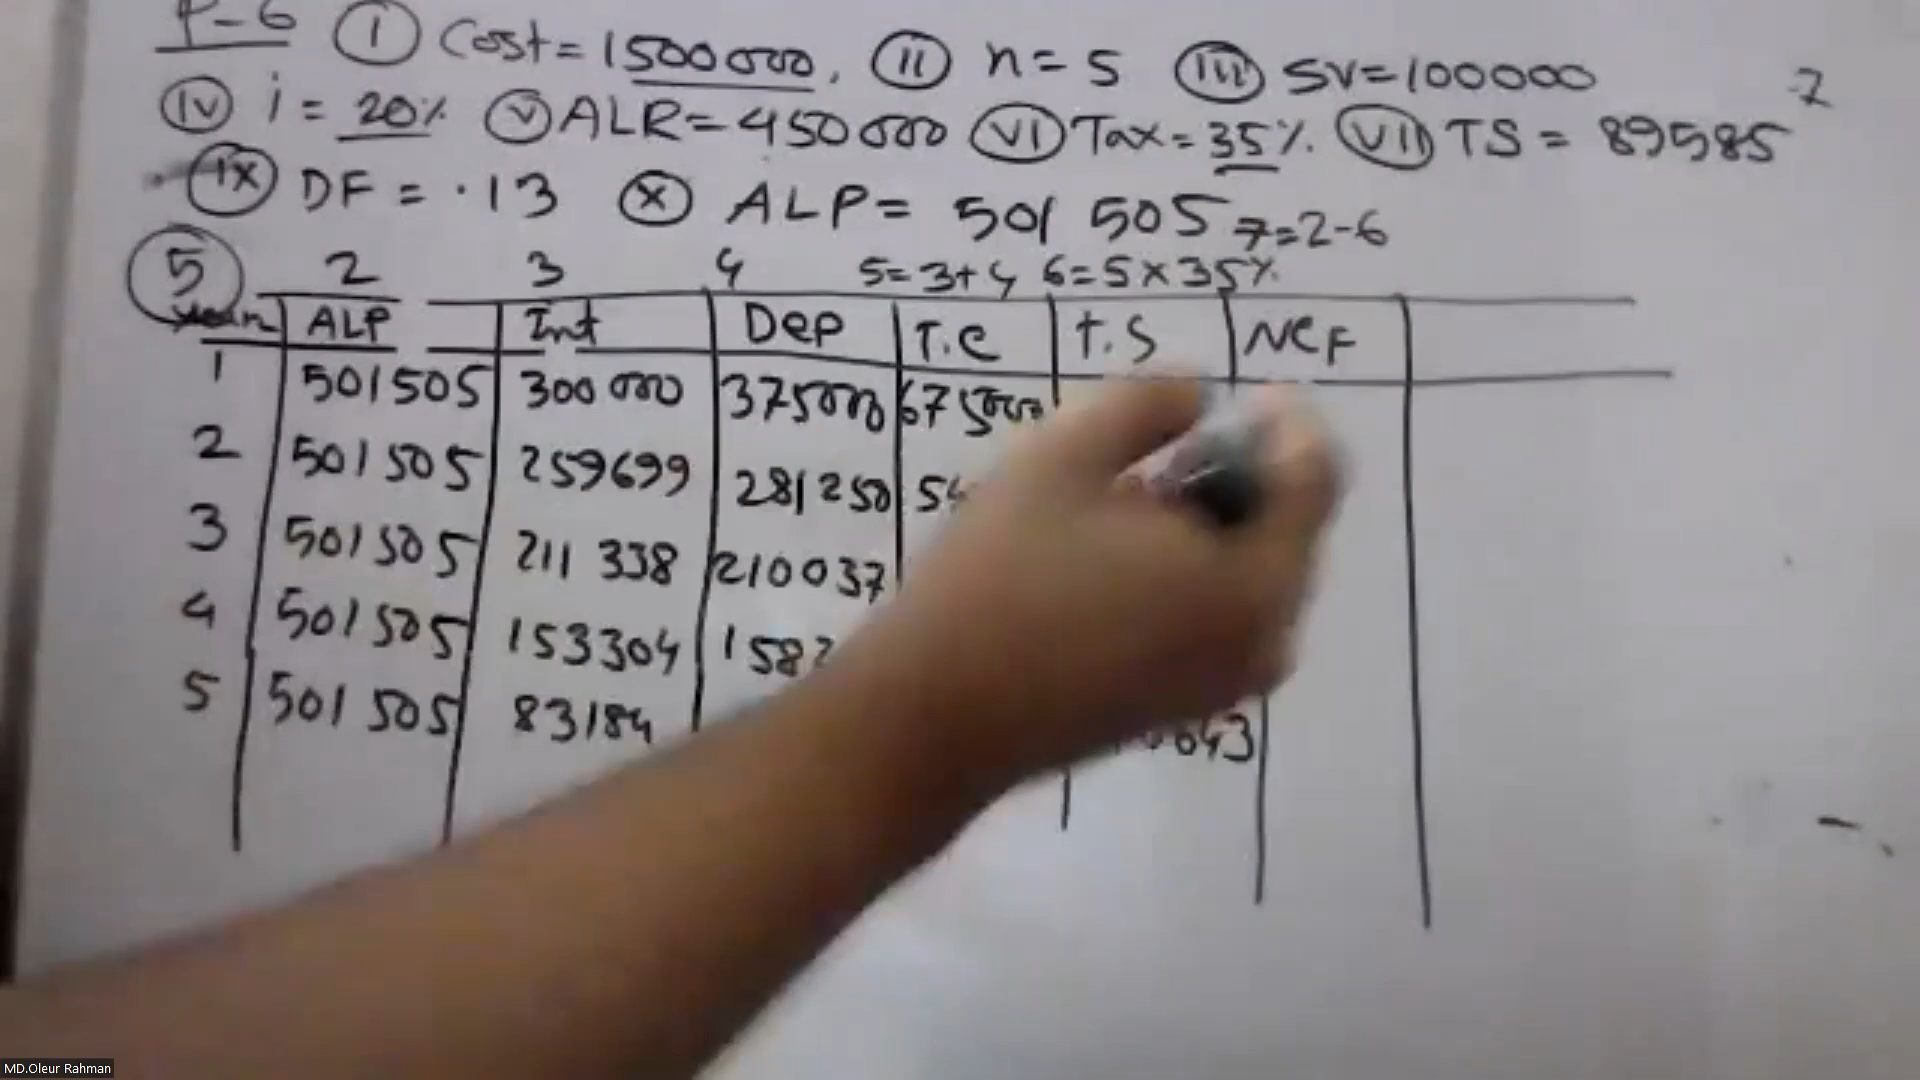 P-6 (I) Cost = 1500000, (II) n = 5 (III) SV = 100000
(IV) i = 20% (V) ALR = 450000 (VI) Tax = 35% (VII) TS = 89585
(IX) DF = .13 (X) ALP = 501505
7=2-6
5 2 3 4 5=3+4 6=5×35%
year ALP Int Dep T.C T.S NCF
1 501505 300000 375000 675000
2 501505 259699 281250
3 501505 211338 210037
4 501505 153304
5 501505 83184
MD.Oleur Rahman